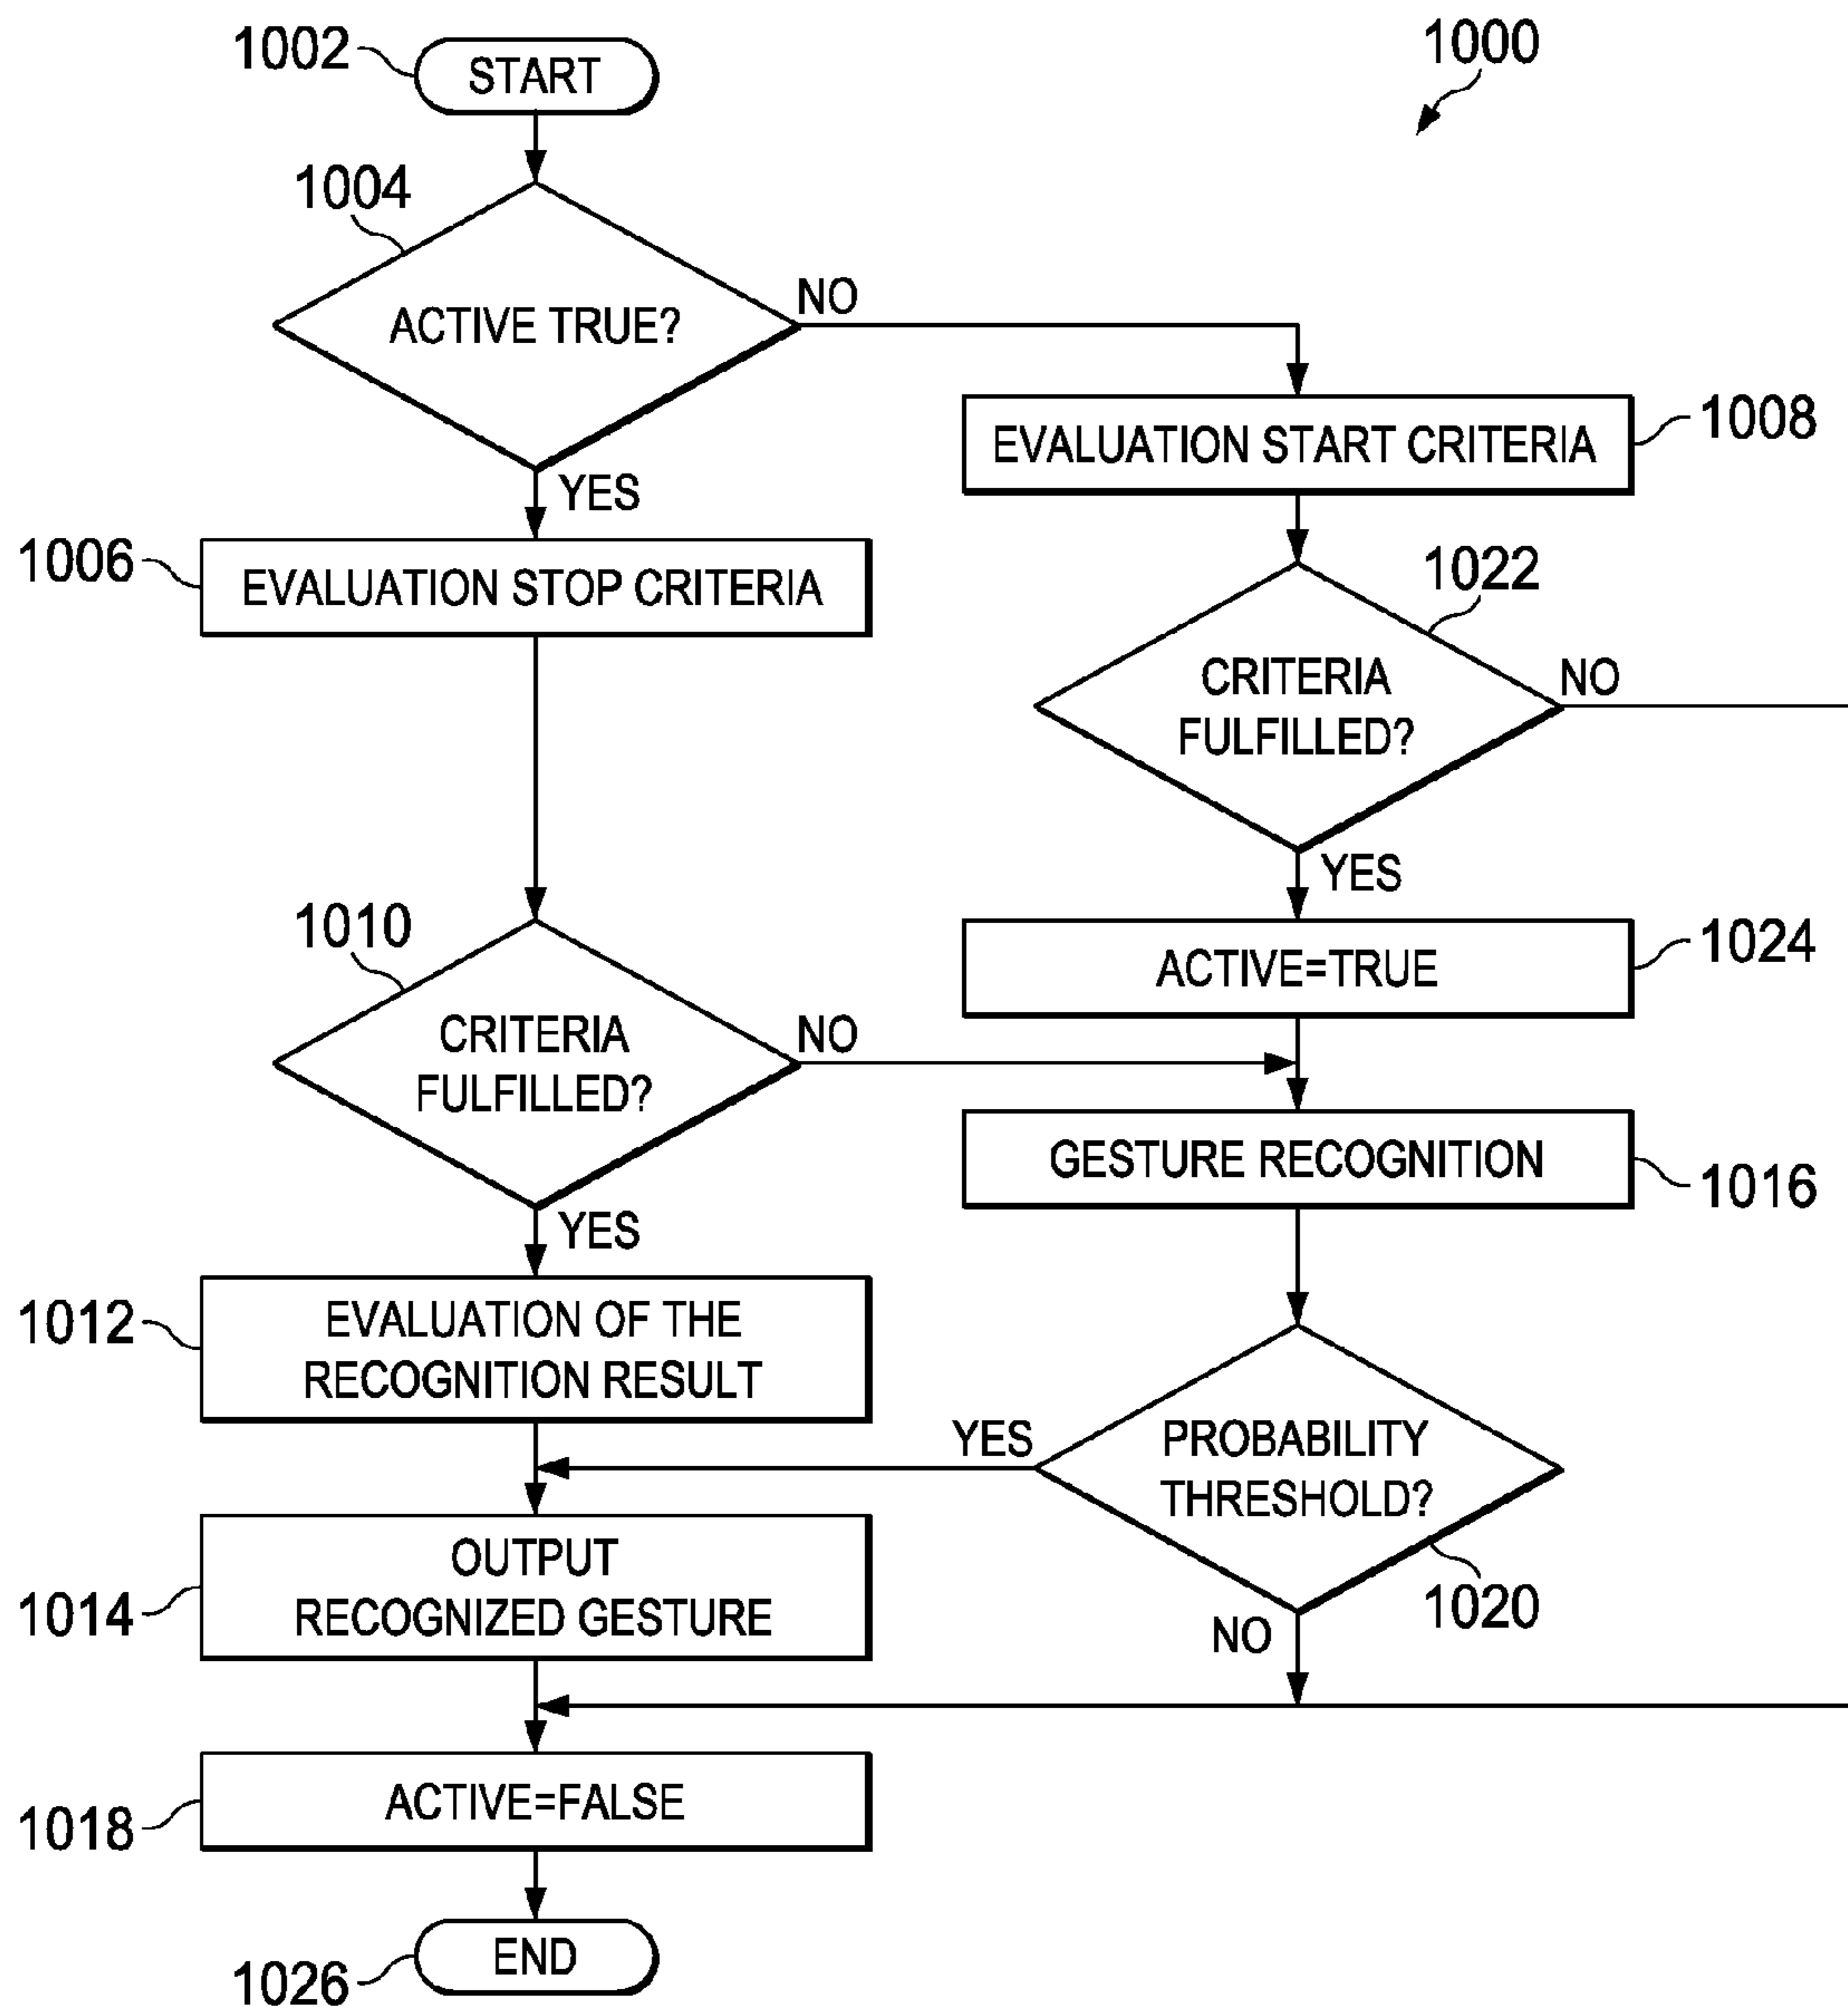 1000
1002
START
1004
ACTIVE TRUE?
NO
YES
1006
EVALUATION STOP CRITERIA
EVALUATION START CRITERIA
1008
1022
CRITERIA
FULFILLED?
NO
YES
ACTIVE=TRUE
1024
1010
CRITERIA
FULFILLED?
NO
YES
GESTURE RECOGNITION
1016
1012
EVALUATION OF THE
RECOGNITION RESULT
YES
PROBABILITY
THRESHOLD?
1020
NO
1014
OUTPUT
RECOGNIZED GESTURE
1018
ACTIVE=FALSE
1026
END